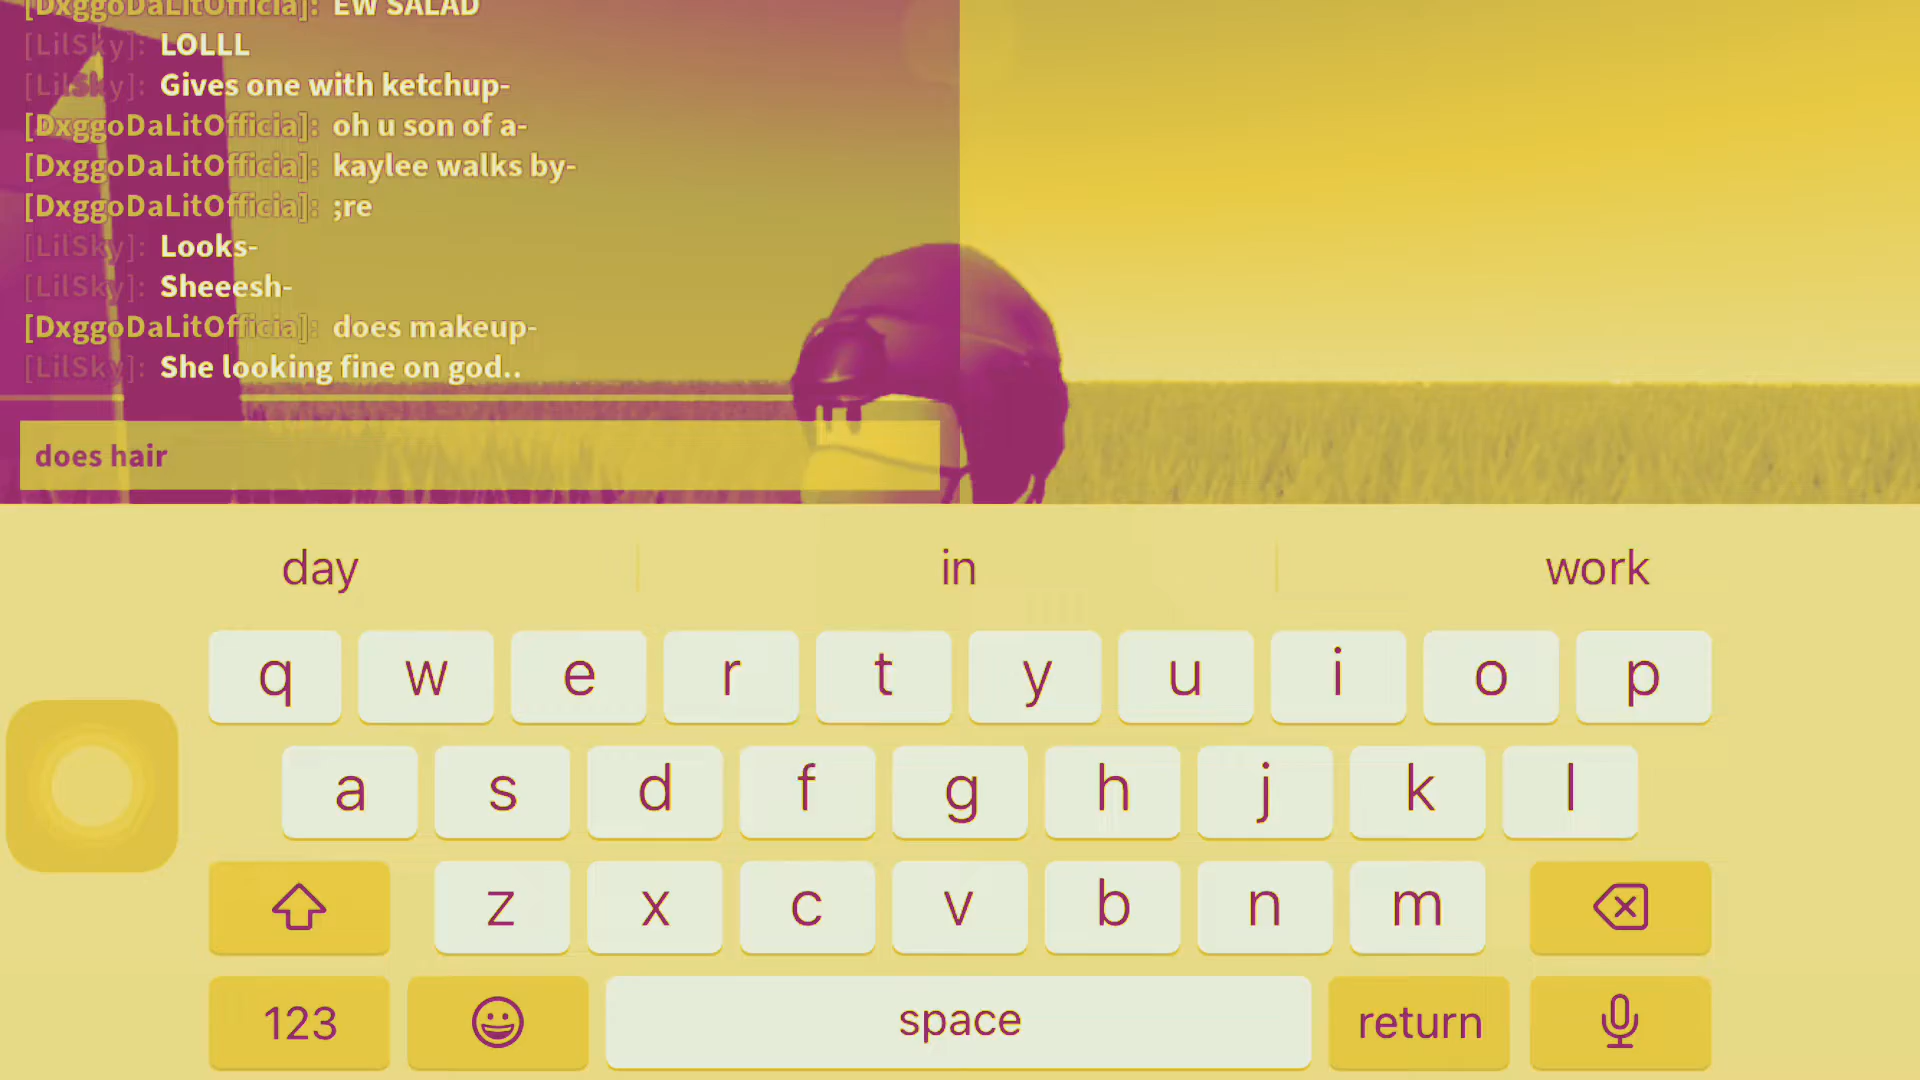 [DxggoDaLitOfficia]: EW SALAD
[LilSky]: LOLLL
[LilSky]: Gives one with ketchup-
[DxggoDaLitOfficia]: oh u son of a-
[DxggoDaLitOfficia]: kaylee walks by-
[DxggoDaLitOfficia]: ;re
[LilSky]: Looks-
[LilSky]: Sheeesh-
[DxggoDaLitOfficia]: does makeup-
[LilSky]: She looking fine on god..
does hair
day in work
q w e r t y u i o p
a s d f g h j k l
z x c v b n m
123 space return